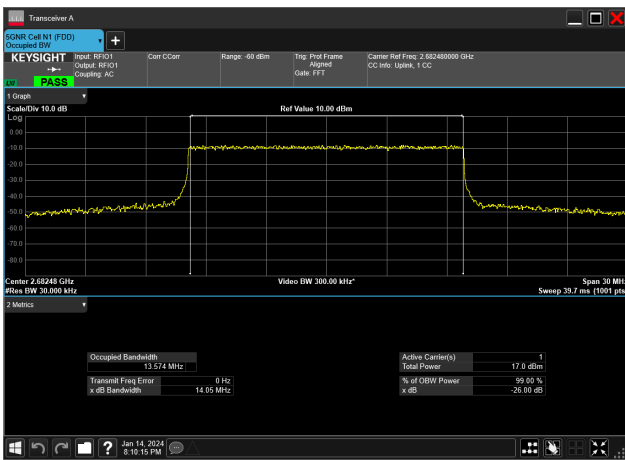 Transceiver A
5GNR Cell N1 (FDD)
Occupied BW
+
KEYSIGHT
LV
PASS
Input: RFIO1
Output: RFIO1
Coupling: AC
Corr CCorr
Range: -60 dBm
Trig: Prot Frame
Aligned
Gate: FFT
Carrier Ref Freq: 2.682480000 GHz
CC Info: Uplink, 1 CC
1 Graph
Scale/Div 10.0 dB
Ref Value 10.00 dBm
Log
0.00
-10.0
-20.0
-30.0
-40.0
-50.0
-60.0
-70.0
-80.0
Center 2.68248 GHz
Video BW 300.00 kHz*
Span 30 MHz
#Res BW 30.000 kHz
Sweep 39.7 ms (1001 pts
2 Metrics
Occupied Bandwidth
13.574 MHz
Active Carrier(s) 1
Total Power 17.0 dBm
Transmit Freq Error 0 Hz
x dB Bandwidth 14.05 MHz
% of OBW Power 99.00 %
x dB -26.00 dB
?
Jan 14, 2024
8:10:15 PM